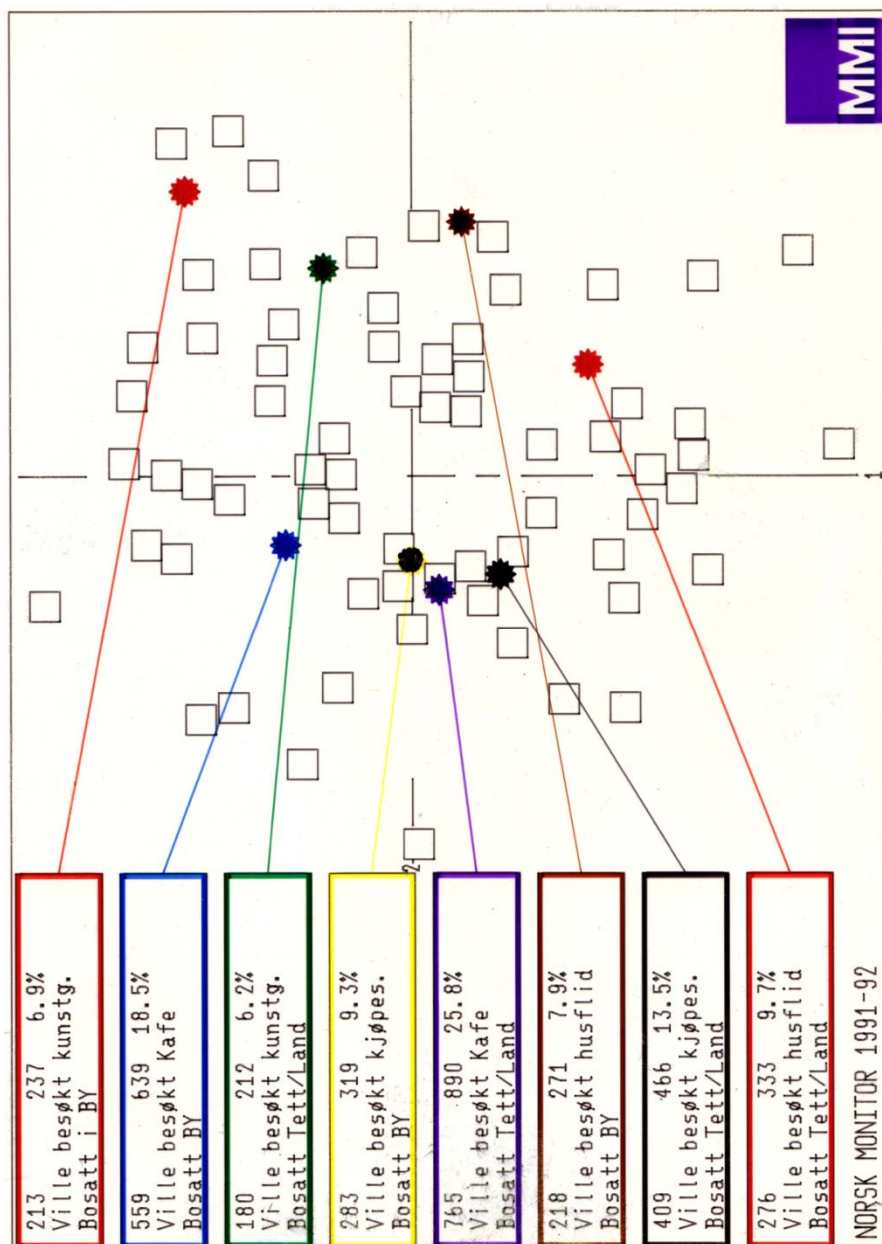 MMI
1
2
213 237 6.9%
Ville besøkt kunstg.
Bosatt i BY
559 639 18.5%
Ville besøkt Kafe
Bosatt BY
180 212 6.2%
Ville besøkt kunstg.
Bosatt Tett/Land
283 319 9.3%
Ville besøkt kjøpes.
Bosatt BY
765 890 25.8%
Ville besøkt Kafe
Bosatt Tett/Land
218 271 7.9%
Ville besøkt husflid
Bosatt BY
409 466 13.5%
Ville besøkt kjøpes.
Bosatt Tett/Land
276 333 9.7%
Ville besøkt husflid
Bosatt Tett/Land
NORSK MONITOR 1991-92